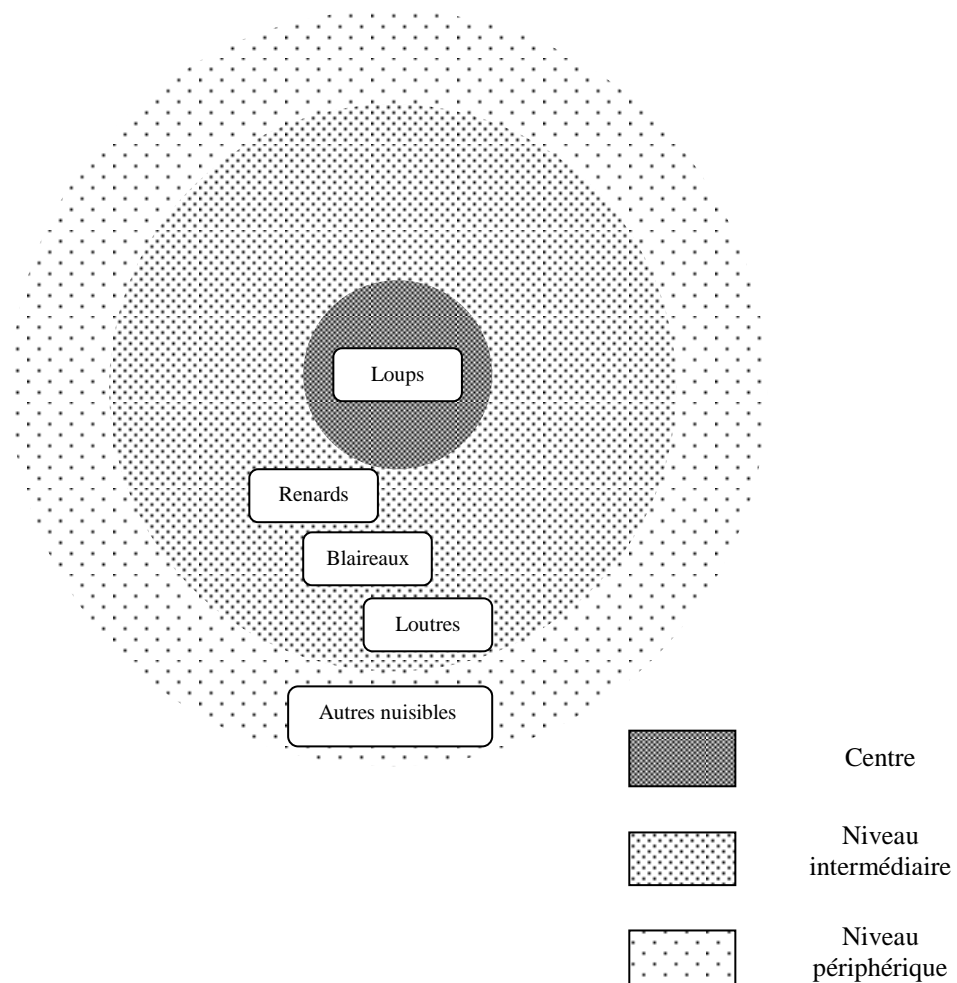 Loups
Renards
Blaireaux
Loutres
Autres nuisibles
Centre
Niveau
intermédiaire
Niveau
périphérique